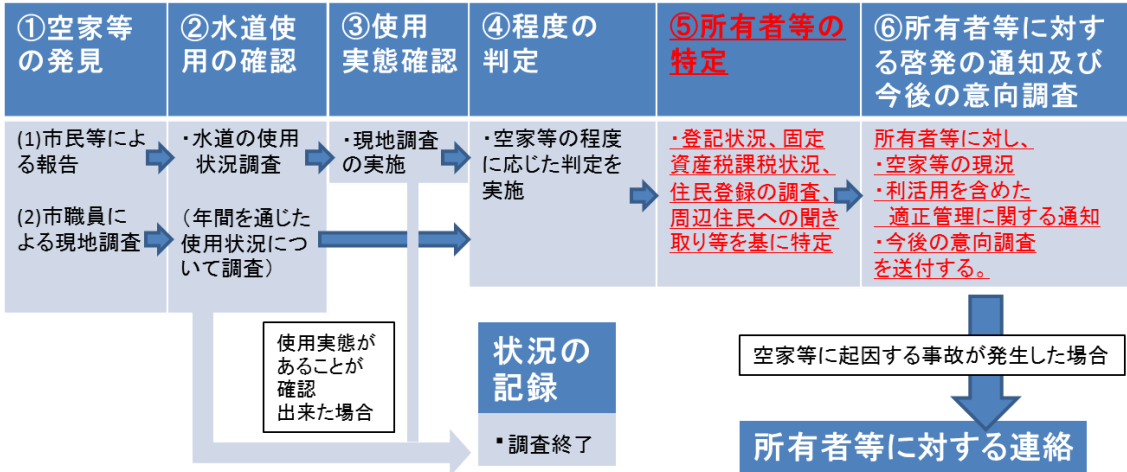 ①空家等
の発見
②水道使
用の確認
③使用
実態確認
④程度の
判定
⑤所有者等の
特定
⑥所有者等に対す
る啓発の通知及び
今後の意向調査
(1)市民等によ
る報告
(2)市職員に
よる現地調査
・水道の使用
状況調査
（年間を通じた
使用状況につ
いて調査）
・現地調査
の実施
・空家等の程度
に応じた判定を
実施
・登記状況、固定
資産税課税状況、
住民登録の調査、
周辺住民への聞き
取り等を基に特定
所有者等に対し、
・空家等の現況
・利活用を含めた
適正管理に関する通知
・今後の意向調査
を送付する。
使用実態が
あることが
確認
出来た場合
状況の
記録
▪調査終了
空家等に起因する事故が発生した場合
所有者等に対する連絡